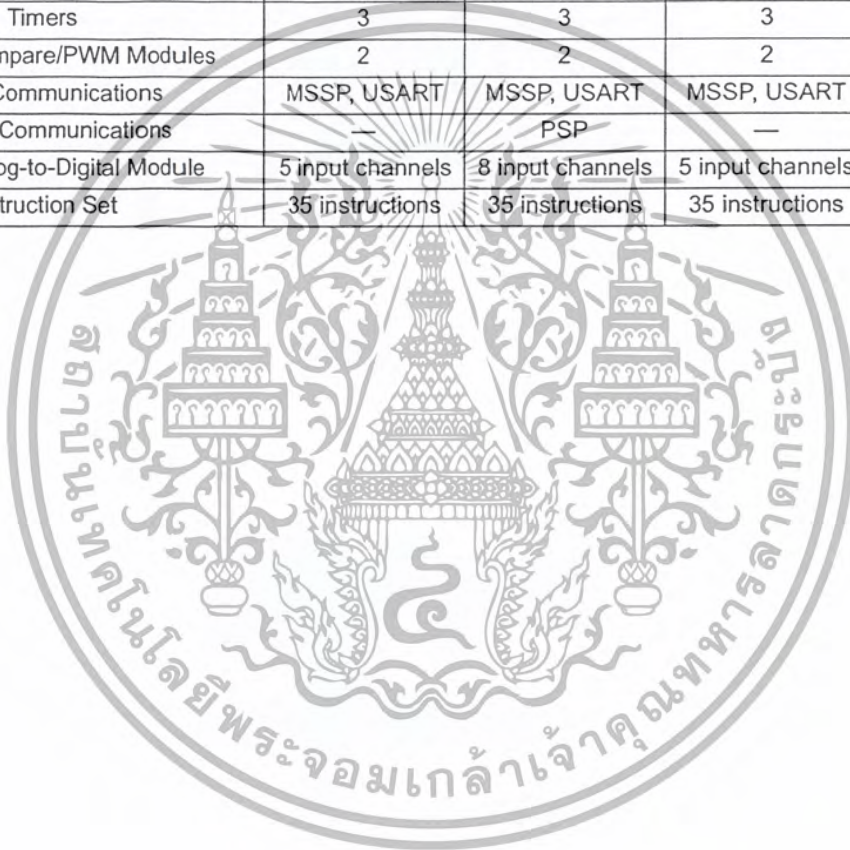 Timers 3 3 3
mpare/PWM Modules 2 2 2
Communications MSSP, USART MSSP, USART MSSP, USART
Communications — PSP —
og-to-Digital Module 5 input channels 8 input channels 5 input channels
truction Set 35 instructions 35 instructions 35 instructions
สถาบันเทคโนโลยีพระจอมเกล้าเจ้าคุณทหารลาดกระบัง
๔